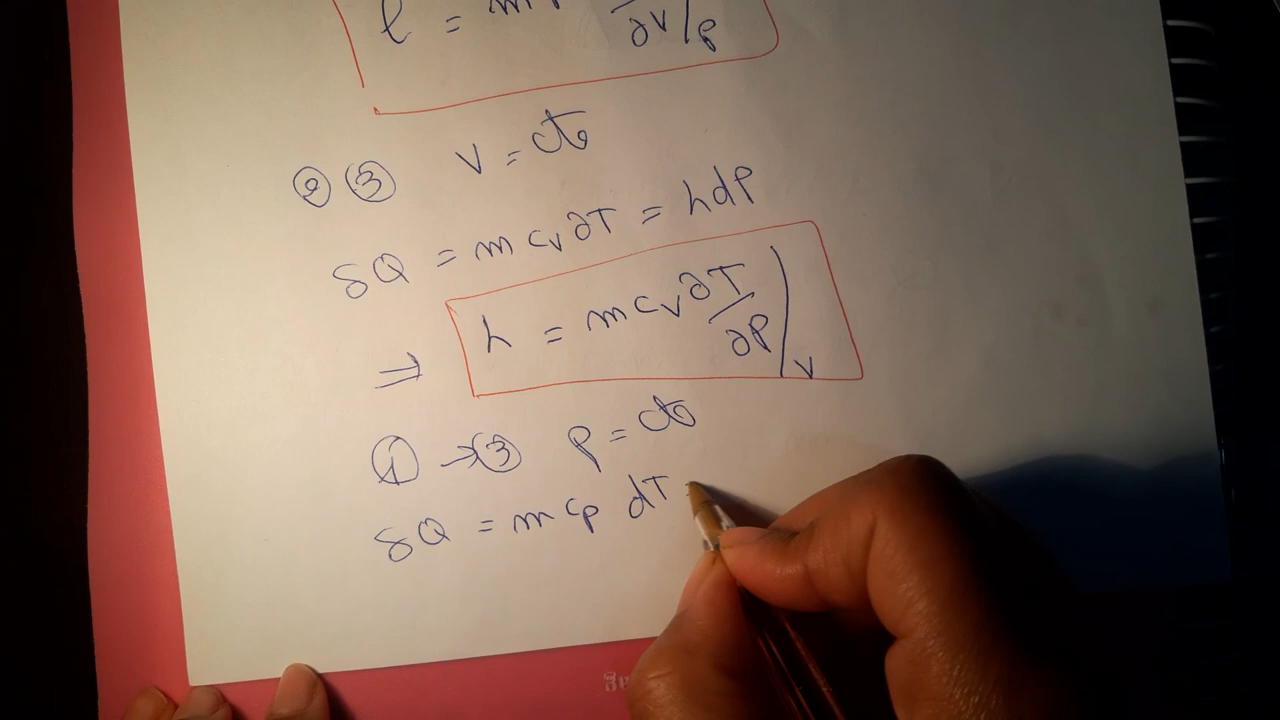 l = m ∂V/P
② ③ V = cte
δQ = m cv ∂T = h dP
⇒ h = m cv ∂T/∂P |V
① → ③ P = cte
δQ = m cp dT =